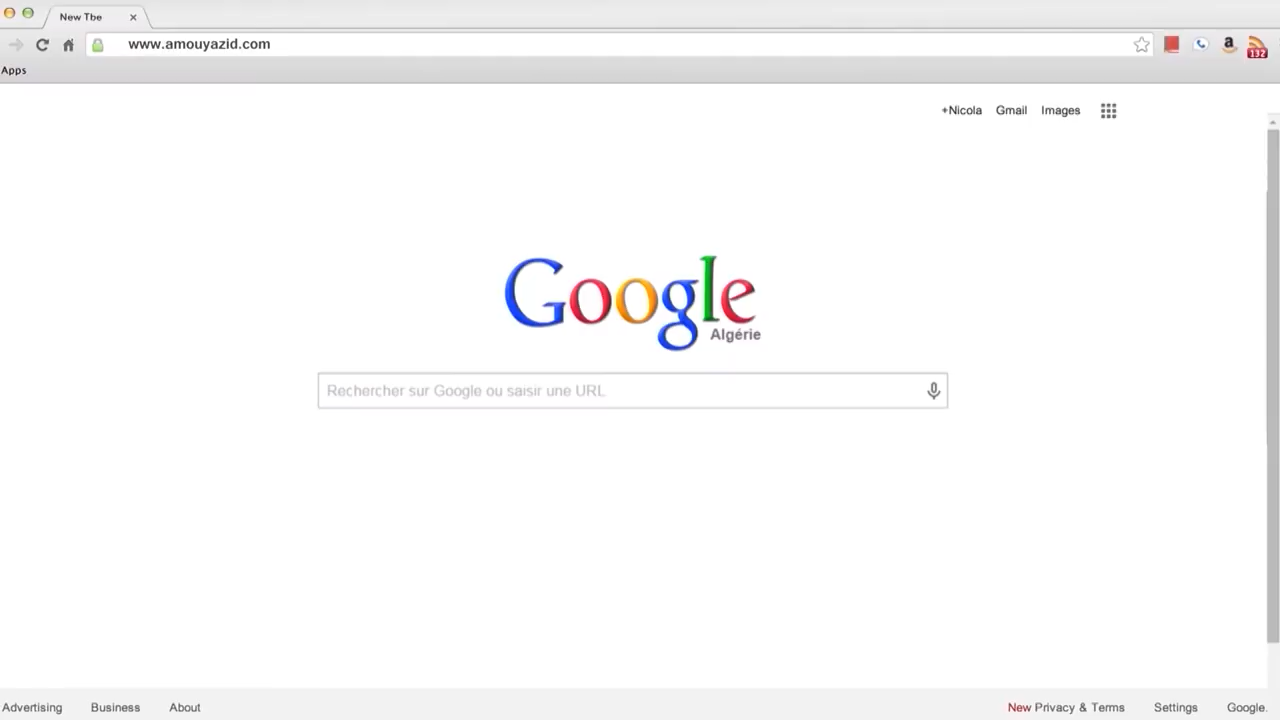 New Tbe
www.amouyazid.com
a
132
Apps
+Nicola Gmail Images
Google
Algérie
Rechercher sur Google ou saisir une URL
Advertising Business About New Privacy & Terms Settings Google.